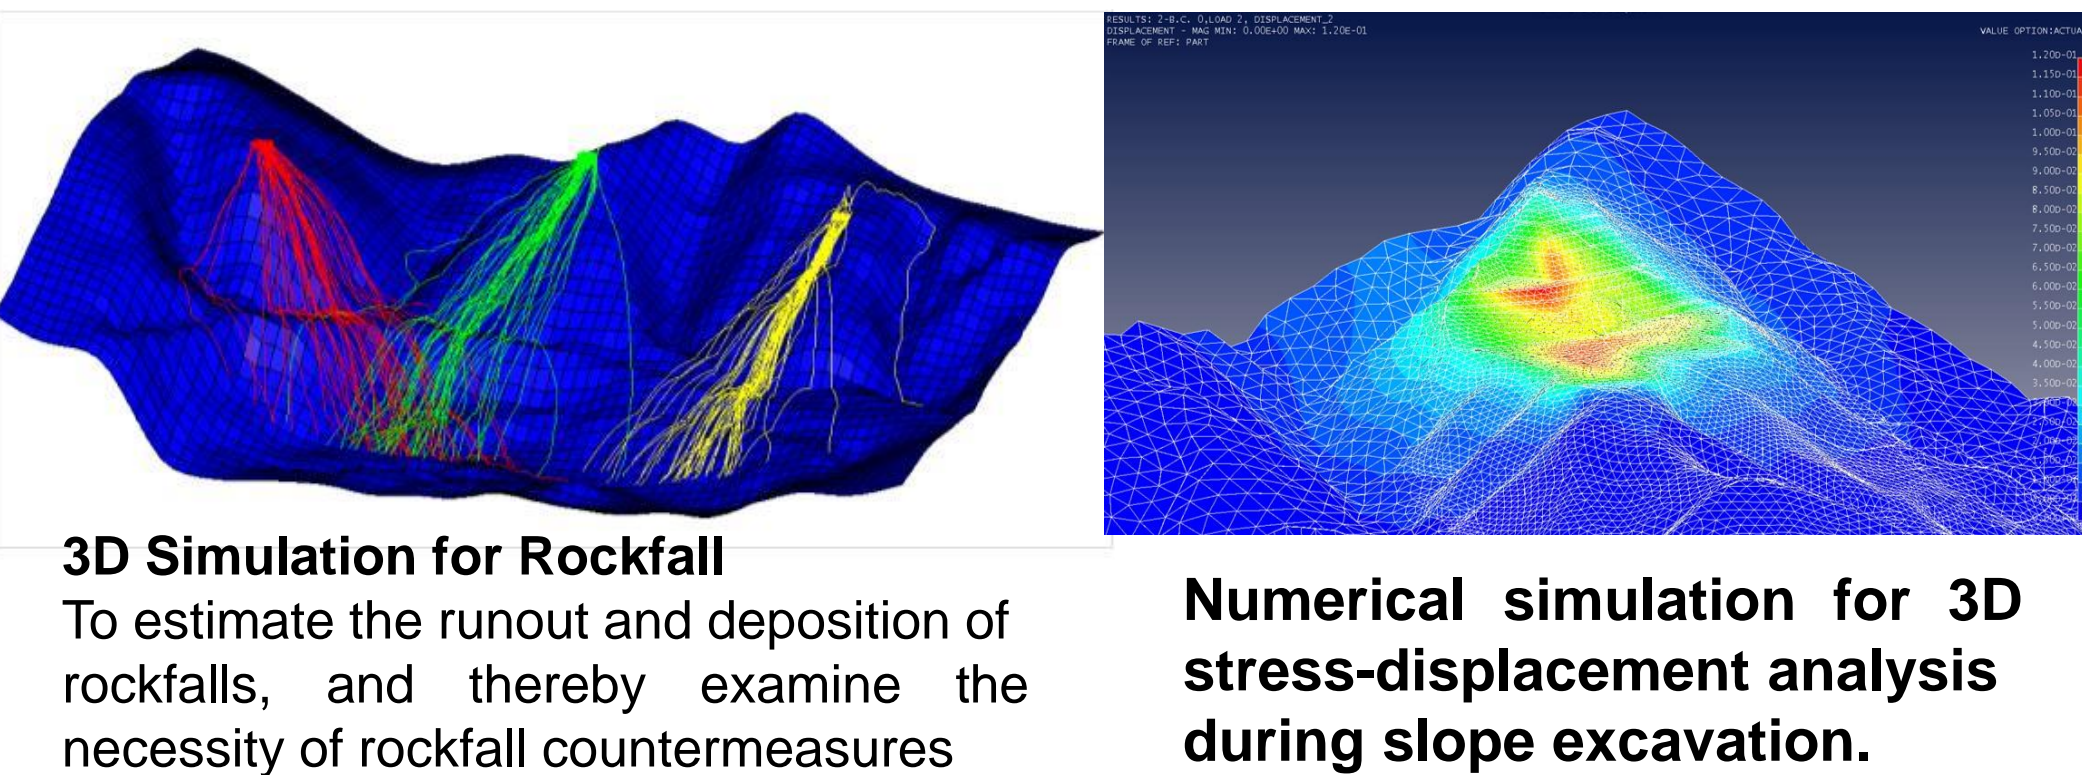 RESULTS: 2-B.C. 0,LOAD 2, DISPLACEMENT_2
DISPLACEMENT - MAG MIN: 0.00E+00 MAX: 1.20E-01
FRAME OF REF: PART
VALUE OPTION:ACTUA
1.20D-01
1.15D-01
1.10D-01
1.05D-01
1.00D-01
9.50D-02
9.00D-02
8.50D-02
8.00D-02
7.50D-02
7.00D-02
6.50D-02
6.00D-02
5.50D-02
5.00D-02
4.50D-02
4.00D-02
3.50D-02
3D Simulation for Rockfall
To estimate the runout and deposition of
rockfalls, and thereby examine the
necessity of rockfall countermeasures
Numerical simulation for 3D
stress-displacement analysis
during slope excavation.